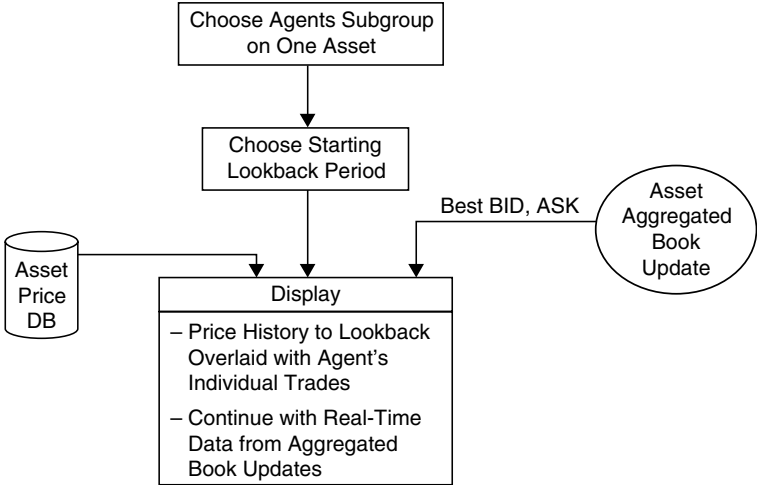 Choose Agents Subgroup
on One Asset
Choose Starting
Lookback Period
Best BID, ASK
Asset
Aggregated
Book
Update
Asset
Price
DB
Display
– Price History to Lookback
Overlaid with Agent's
Individual Trades
– Continue with Real-Time
Data from Aggregated
Book Updates